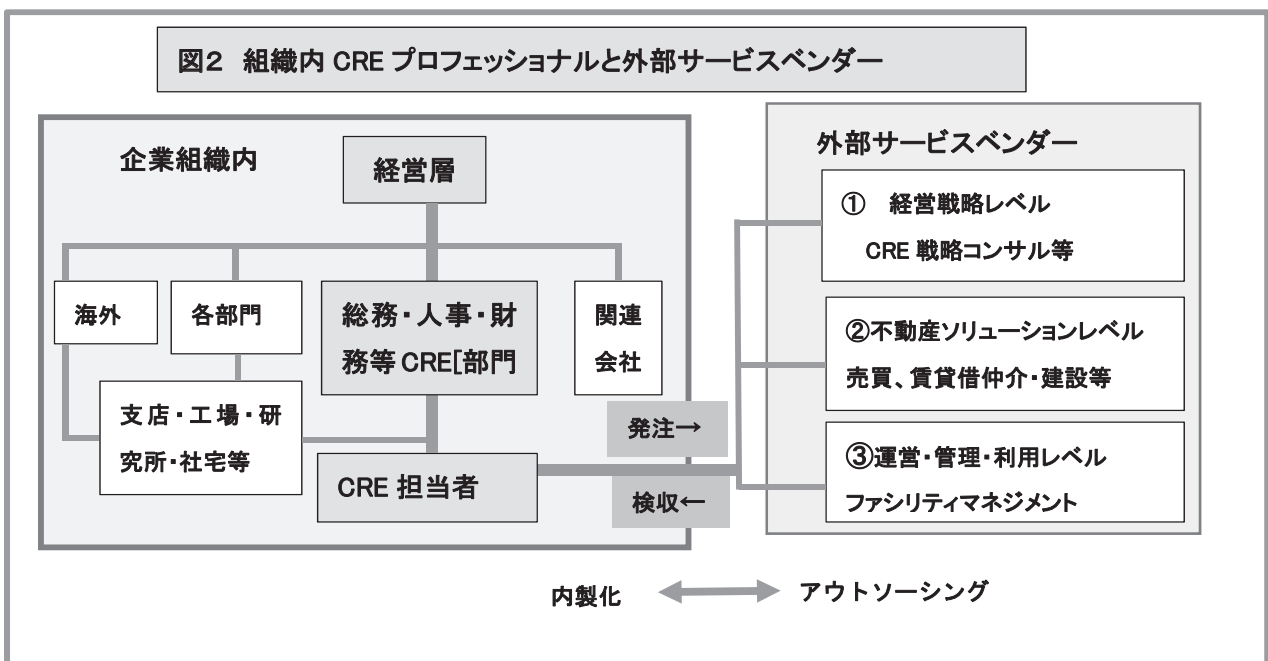 図2 組織内 CRE プロフェッショナルと外部サービスベンダー
企業組織内
経営層
海外
各部門
総務・人事・財
務等 CRE[部門
関連
会社
支店・工場・研
究所・社宅等
CRE 担当者
発注→
検収←
外部サービスベンダー
① 経営戦略レベル
CRE 戦略コンサル等
②不動産ソリューションレベル
売買、賃貸借仲介・建設等
③運営・管理・利用レベル
ファシリティマネジメント
内製化
アウトソーシング